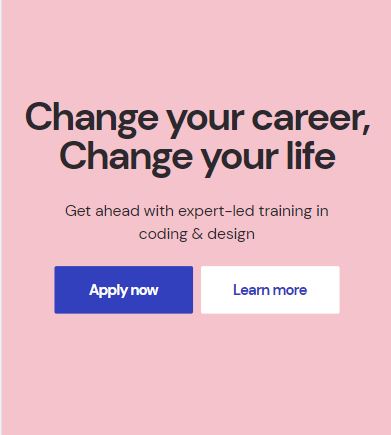 Change your career,
Change your life
Get ahead with expert-led training in
coding & design
Apply now
Learn more